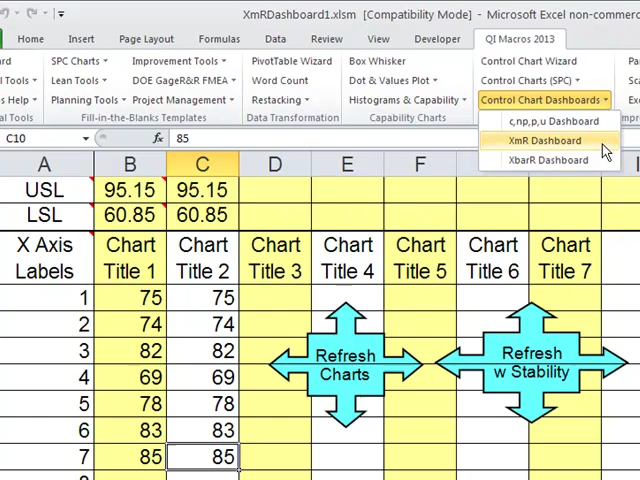 XmRDashboard1.xlsm [Compatibility Mode] - Microsoft Excel non-commerc
Home Insert Page Layout Formulas Data Review View Developer QI Macros 2013
SPC Charts Improvement Tools PivotTable Wizard Box Whisker Control Chart Wizard
Lean Tools DOE GageR&R FMEA Word Count Dot & Values Plot Control Charts (SPC)
s Help Planning Tools Project Management Histograms & Capability Control Chart Dashboards
Fill-in-the-Blanks Templates Capability Charts
c,np,p,u Dashboard
XmR Dashboard
XbarR Dashboard
C10 fx 85
A B C D E F
USL 95.15 95.15
LSL 60.85 60.85
X Axis Labels Chart Title 1 Chart Title 2 Chart Title 3 Chart Title 4 Chart Title 5 Chart Title 6 Chart Title 7
1 75 75
2 74 74
3 82 82
4 69 69
5 78 78
6 83 83
7 85 85
Refresh
Charts
Refresh
w Stability